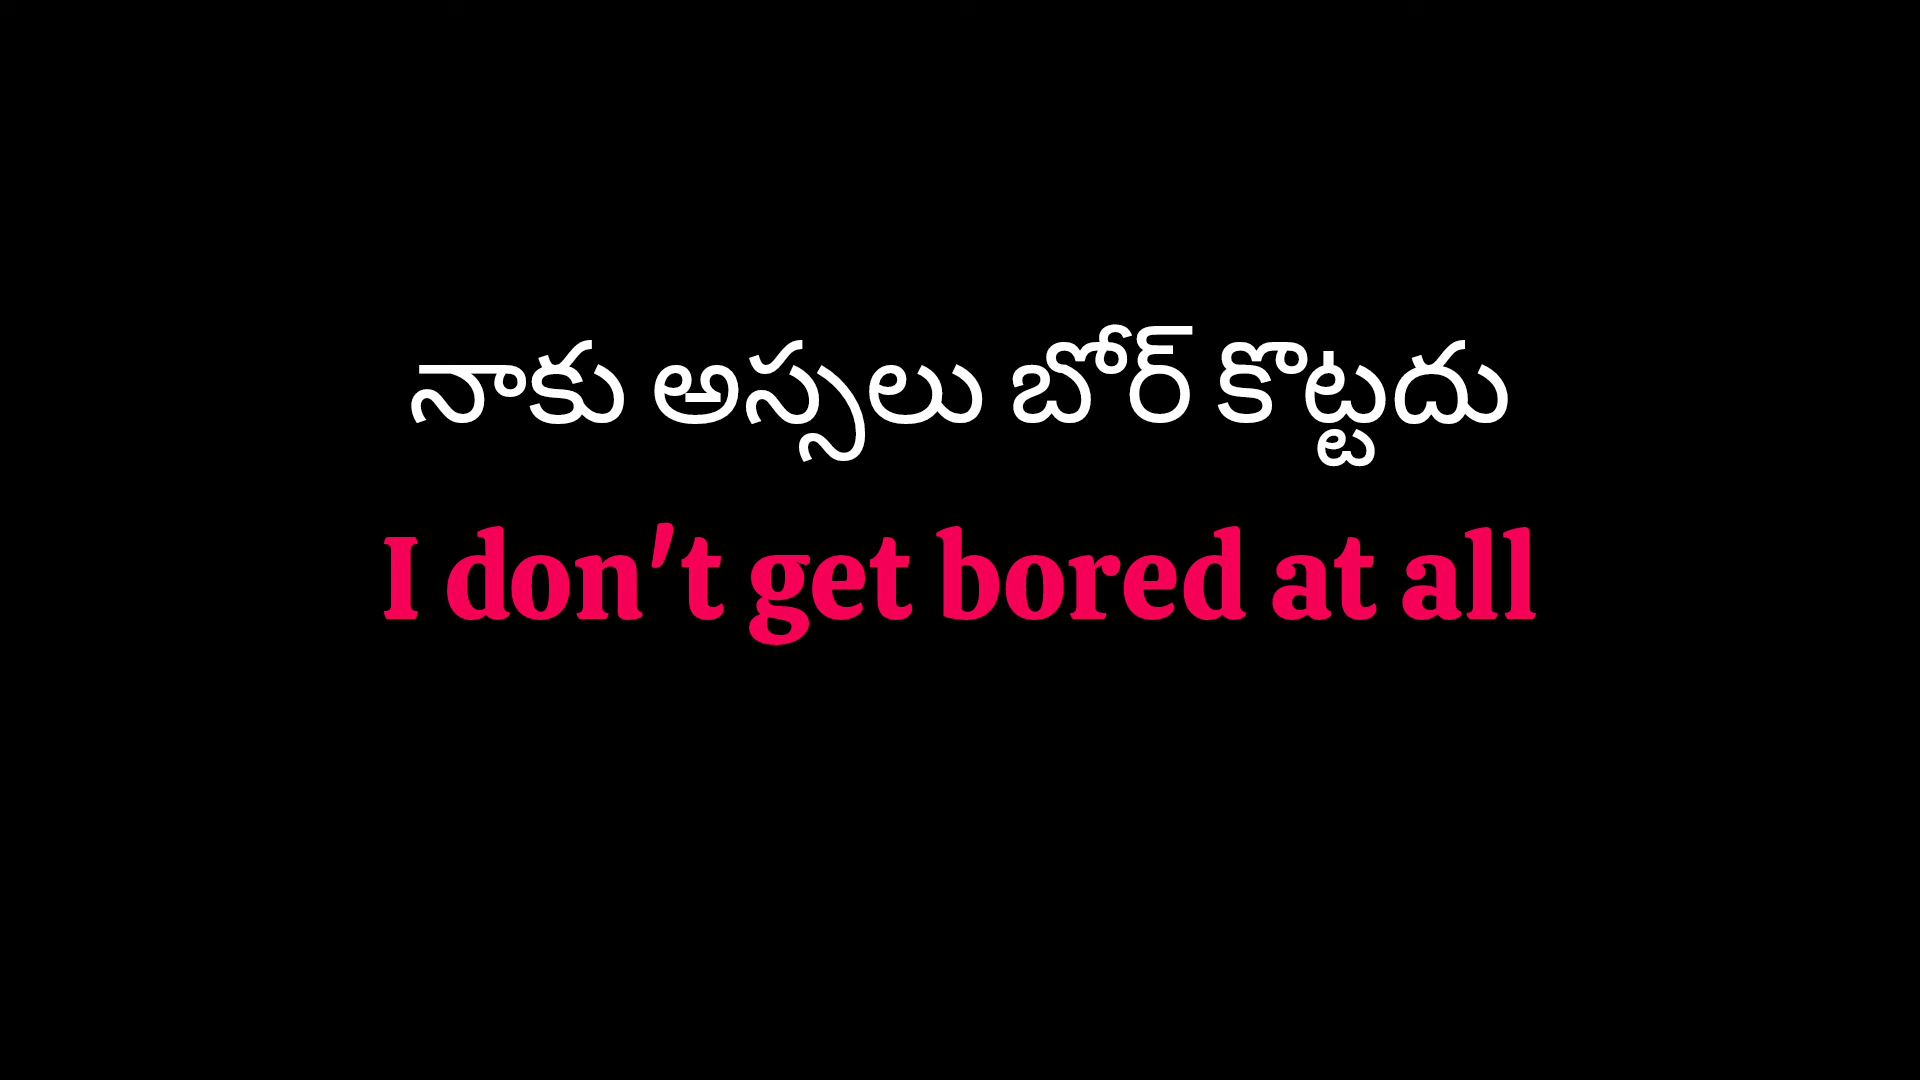 నాకు అస్సలు బోర్ కొట్టదు
I don't get bored at all